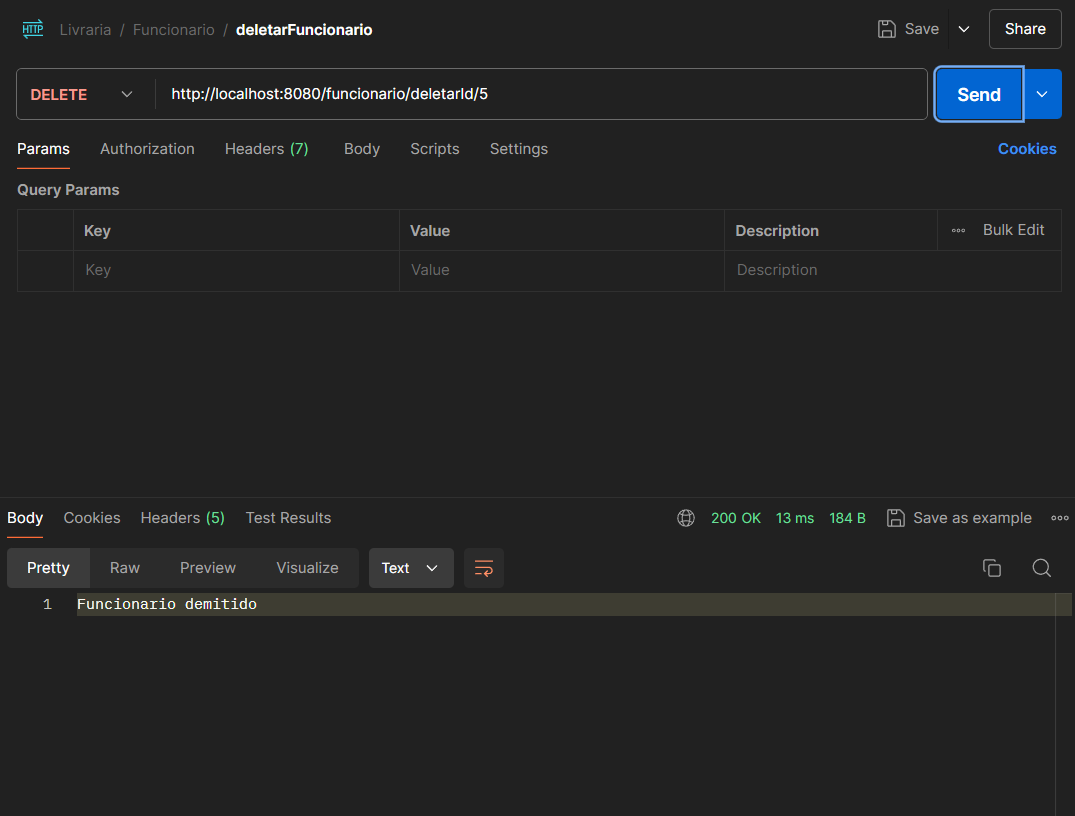 HTTP Livraria / Funcionario / deletarFuncionario Save Share
DELETE http://localhost:8080/funcionario/deletarId/5 Send
Params Authorization Headers (7) Body Scripts Settings Cookies
Query Params
Key Value Description Bulk Edit
Key Value Description
Body Cookies Headers (5) Test Results 200 OK 13 ms 184 B Save as example
Pretty Raw Preview Visualize Text
1 Funcionario demitido